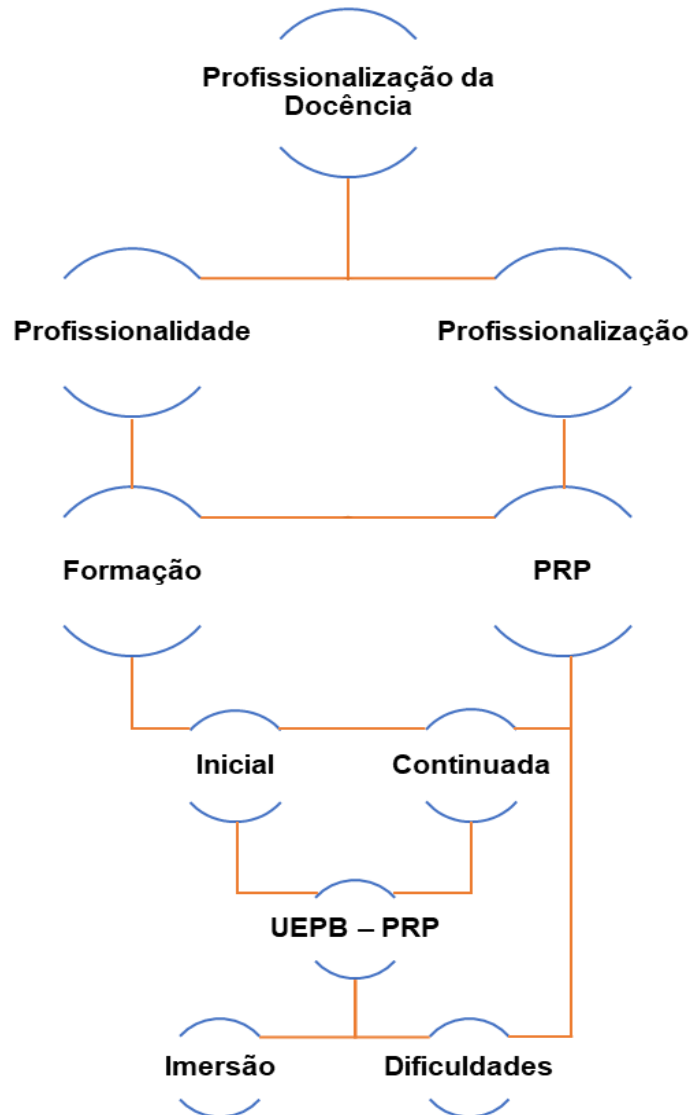 Profissionalização da
Docência
Profissionalidade
Profissionalização
Formação
PRP
Inicial
Continuada
UEPB – PRP
Imersão
Dificuldades